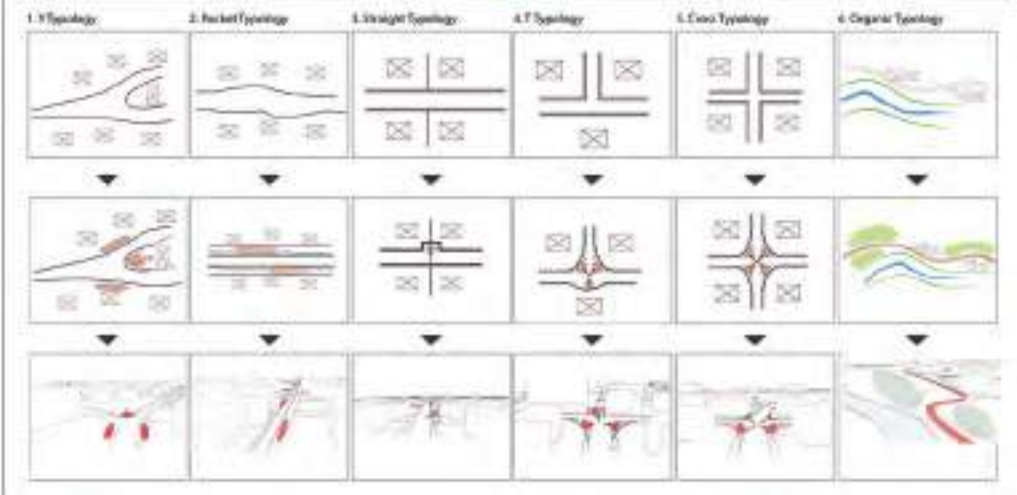 1. Y Typology
2. Pocket Typology
3. Straight Typology
4. T Typology
5. Cross Typology
6. Organic Typology